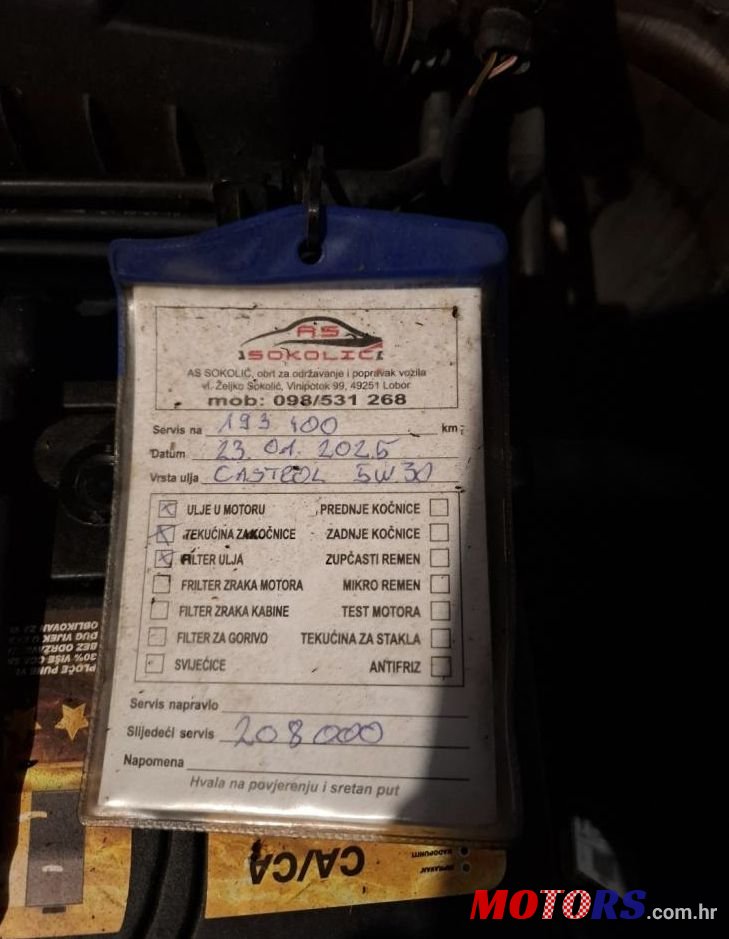 AS
SOKOLIĆ
AS SOKOLIĆ, obrt za održavanje i popravak vozila
vl. Željko Sokolić, Vinipotok 99, 49251 Lobor
mob: 098/531 268
Servis na 193 400 km
Datum 23.01.2025
Vrsta ulja CASTROL 5W30
ULJE U MOTORU PREDNJE KOČNICE
TEKUĆINA ZA KOČNICE ZADNJE KOČNICE
FILTER ULJA ZUPČASTI REMEN
FRILTER ZRAKA MOTORA MIKRO REMEN
FILTER ZRAKA KABINE TEST MOTORA
FILTER ZA GORIVO TEKUĆINA ZA STAKLA
SVIJEĆICE ANTIFRIZ
Servis napravlo
Slijedeći servis 208000
Napomena
Hvala na povjerenju i sretan put
CA/CA
MOTORS.com.hr